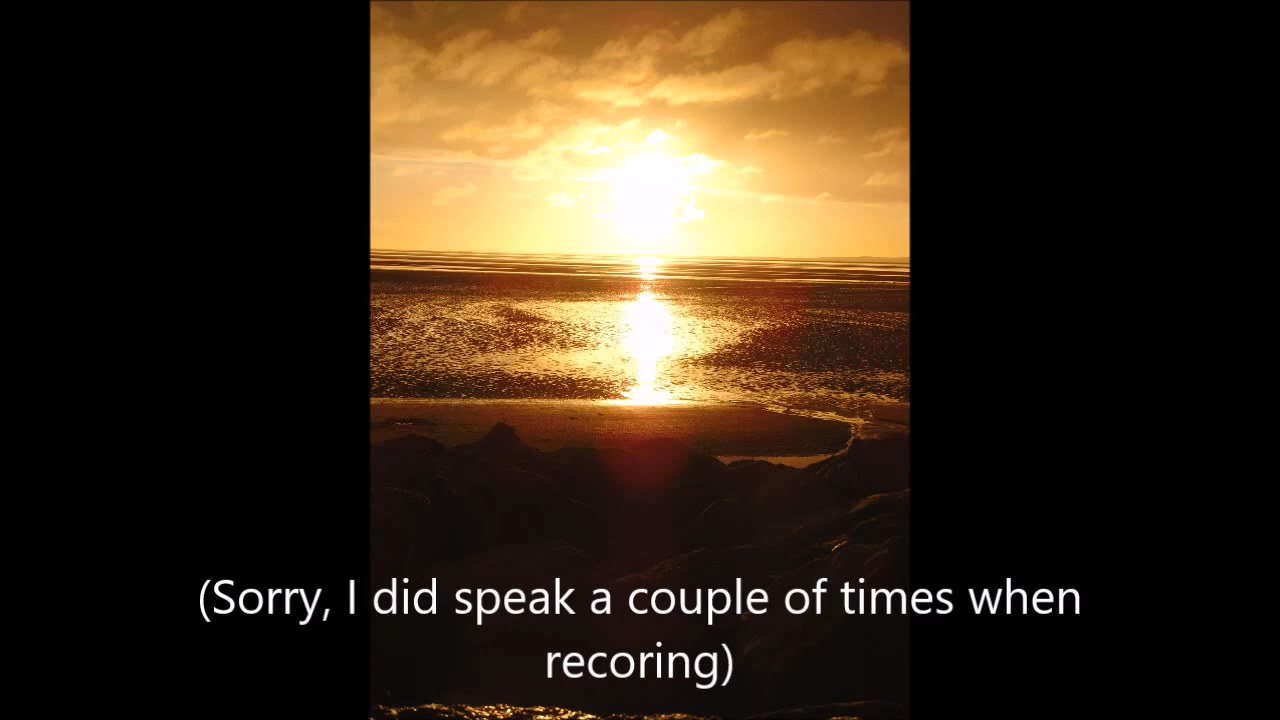 (Sorry, I did speak a couple of times when
recoring)